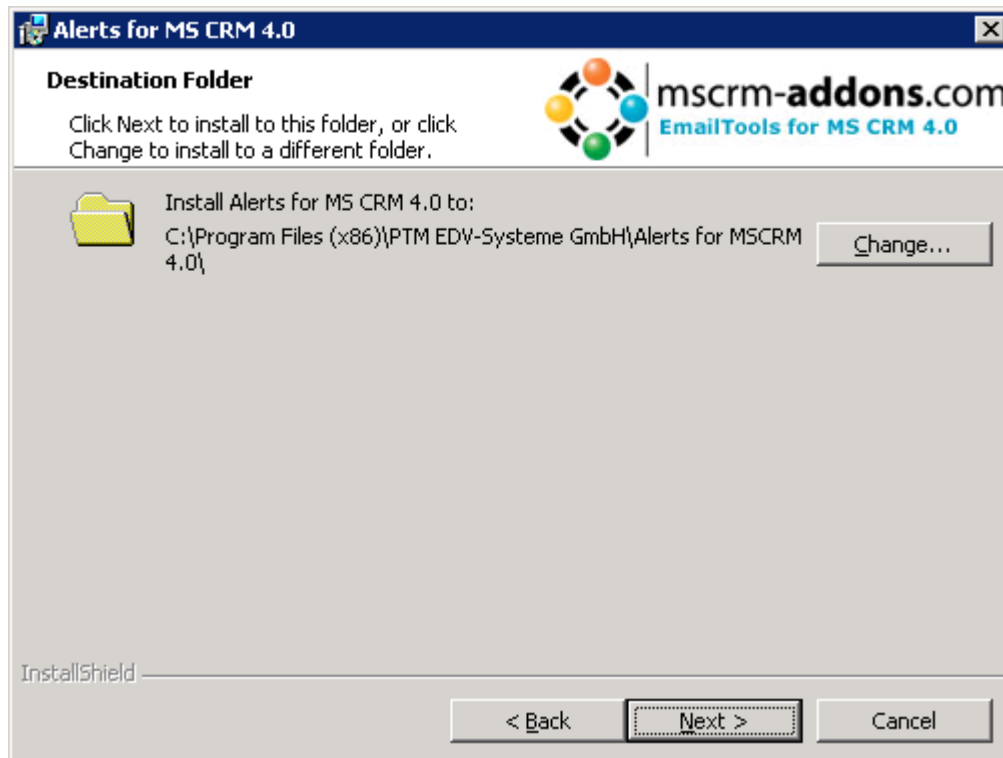 Alerts for MS CRM 4.0
Destination Folder
Click Next to install to this folder, or click
Change to install to a different folder.
mscrm-addons.com
EmailTools for MS CRM 4.0
Install Alerts for MS CRM 4.0 to:
C:\Program Files (x86)\PTM EDV-Systeme GmbH\Alerts for MSCRM
4.0\
Change...
InstallShield
< Back
Next >
Cancel